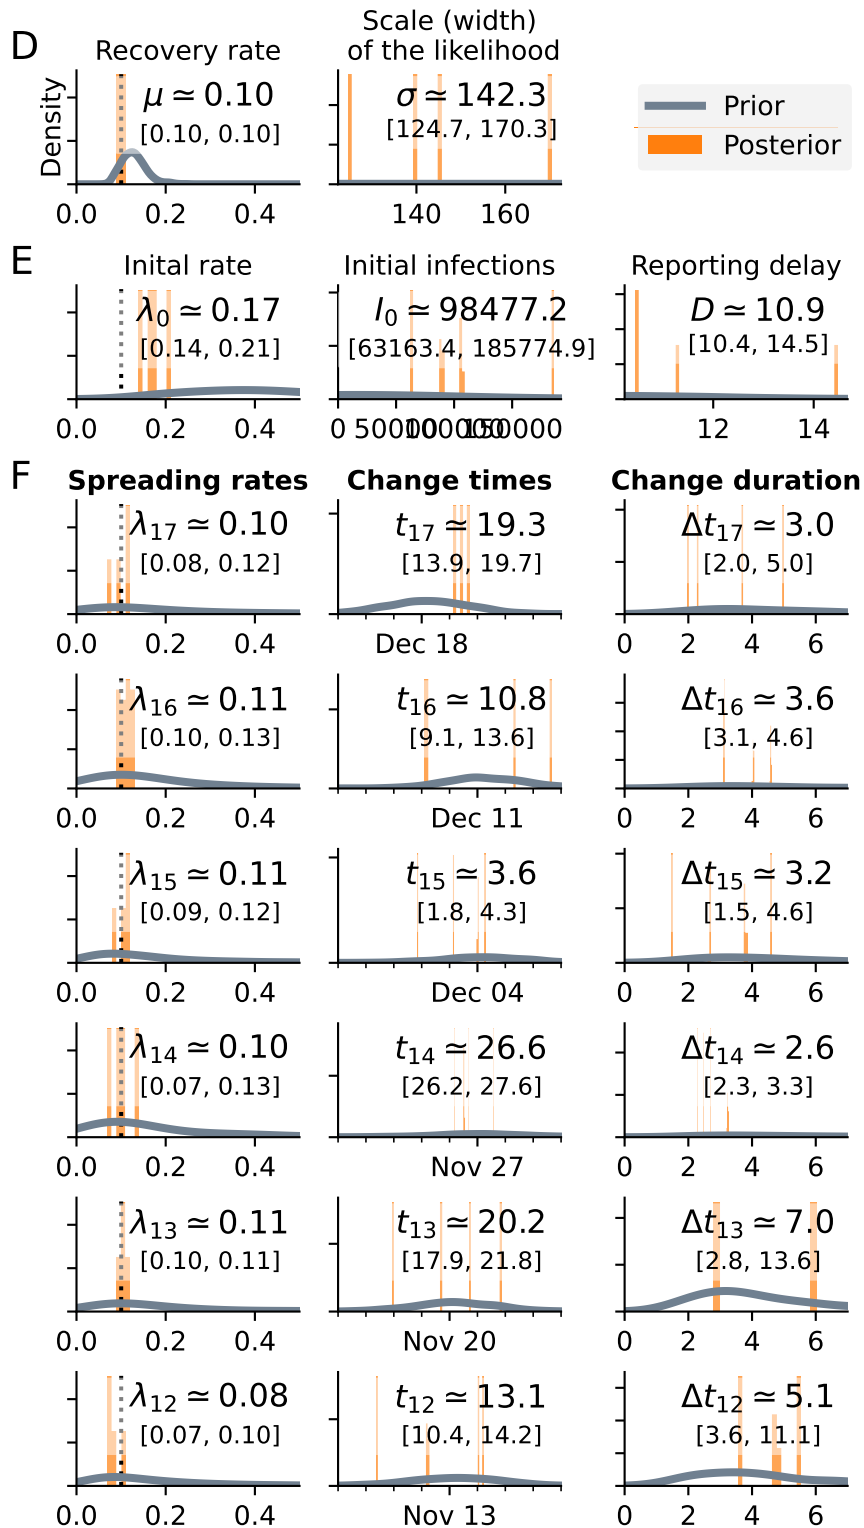 D
Recovery rate
Density
μ ≃ 0.10
[0.10, 0.10]
0.0 0.2 0.4
Scale (width)
of the likelihood
σ ≃ 142.3
[124.7, 170.3]
140 160
Prior
Posterior
E
Inital rate
λ0 ≃ 0.17
[0.14, 0.21]
0.0 0.2 0.4
Initial infections
I0 ≃ 98477.2
[63163.4, 185774.9]
0 50000 100000 150000
Reporting delay
D ≃ 10.9
[10.4, 14.5]
12 14
F
Spreading rates Change times Change duration
λ17 ≃ 0.10
[0.08, 0.12]
0.0 0.2 0.4
t17 ≃ 19.3
[13.9, 19.7]
Dec 18
Δt17 ≃ 3.0
[2.0, 5.0]
0 2 4 6
λ16 ≃ 0.11
[0.10, 0.13]
0.0 0.2 0.4
t16 ≃ 10.8
[9.1, 13.6]
Dec 11
Δt16 ≃ 3.6
[3.1, 4.6]
0 2 4 6
λ15 ≃ 0.11
[0.09, 0.12]
0.0 0.2 0.4
t15 ≃ 3.6
[1.8, 4.3]
Dec 04
Δt15 ≃ 3.2
[1.5, 4.6]
0 2 4 6
λ14 ≃ 0.10
[0.07, 0.13]
0.0 0.2 0.4
t14 ≃ 26.6
[26.2, 27.6]
Nov 27
Δt14 ≃ 2.6
[2.3, 3.3]
0 2 4 6
λ13 ≃ 0.11
[0.10, 0.11]
0.0 0.2 0.4
t13 ≃ 20.2
[17.9, 21.8]
Nov 20
Δt13 ≃ 7.0
[2.8, 13.6]
0 2 4 6
λ12 ≃ 0.08
[0.07, 0.10]
0.0 0.2 0.4
t12 ≃ 13.1
[10.4, 14.2]
Nov 13
Δt12 ≃ 5.1
[3.6, 11.1]
0 2 4 6